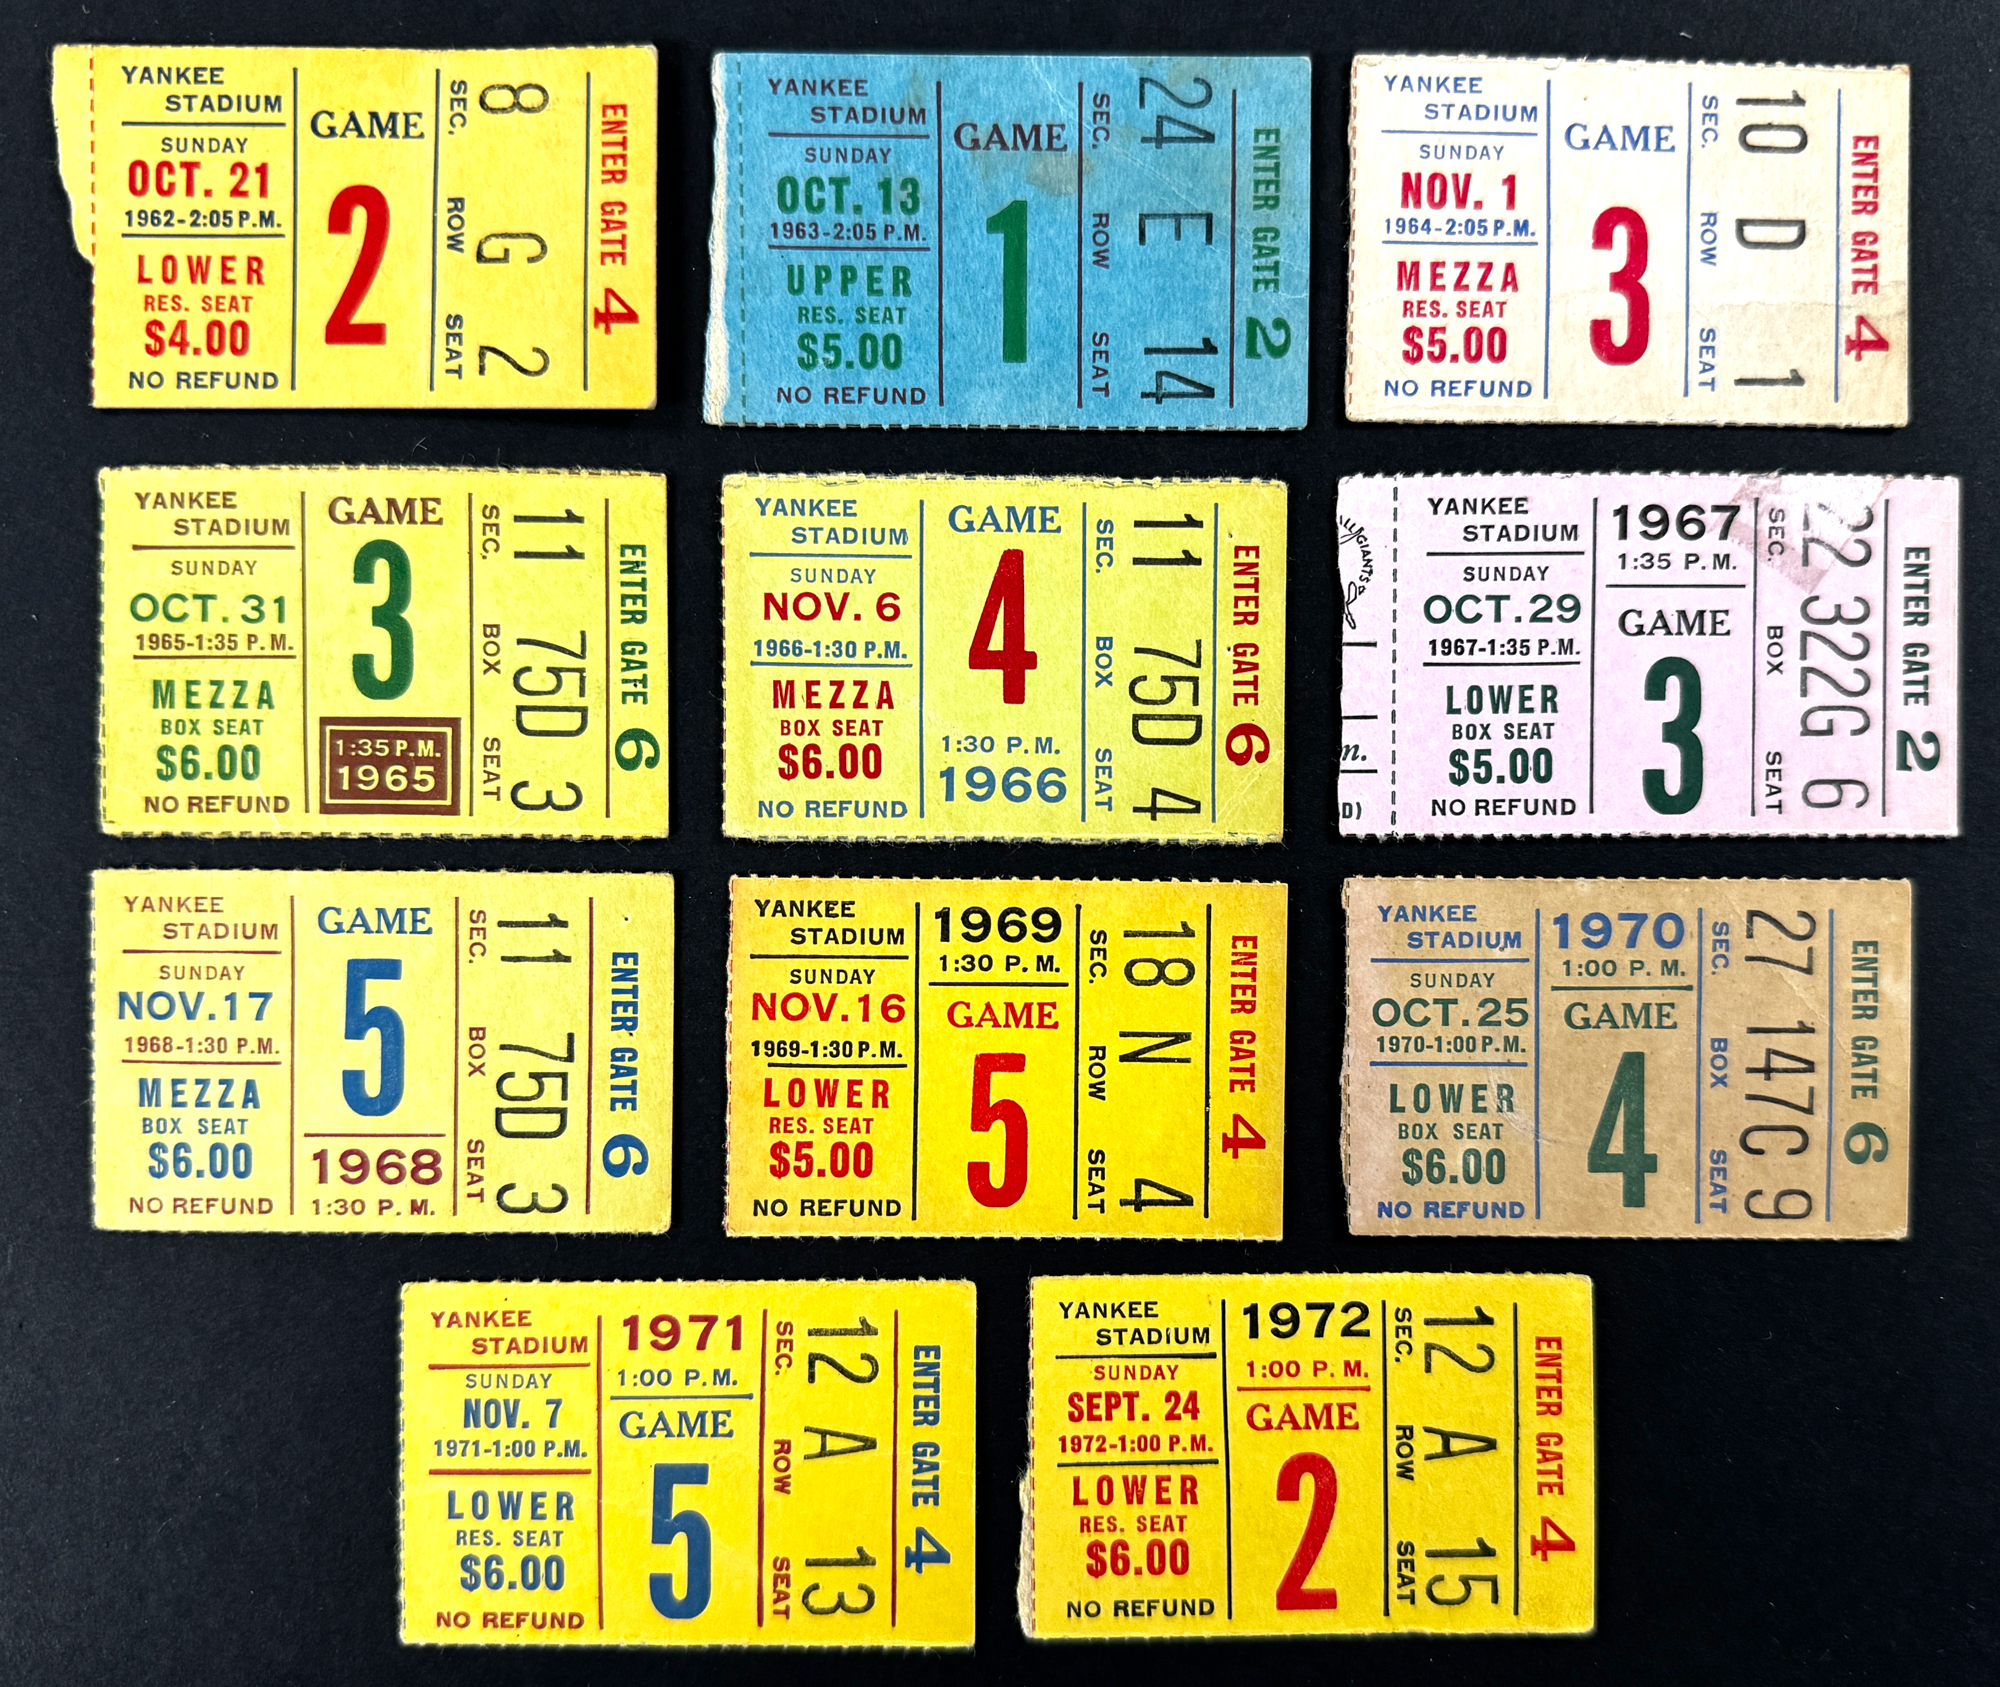 YANKEE
STADIUM
SUNDAY
OCT. 21
1962-2:05 P.M.
LOWER
RES. SEAT
$4.00
NO REFUND
GAME
2
SEC. ROW SEAT
8 G 2
ENTER GATE 4
YANKEE
STADIUM
SUNDAY
OCT. 13
1963-2:05 P.M.
UPPER
RES. SEAT
$5.00
NO REFUND
GAME
1
SEC. ROW SEAT
24 E 14
ENTER GATE 2
YANKEE
STADIUM
SUNDAY
NOV. 1
1964-2:05 P.M.
MEZZA
RES. SEAT
$5.00
NO REFUND
GAME
3
SEC. ROW SEAT
10 D 1
ENTER GATE 4
YANKEE
STADIUM
SUNDAY
OCT. 31
1965-1:35 P.M.
MEZZA
BOX SEAT
$6.00
NO REFUND
GAME
3
1:35 P.M.
1965
SEC. BOX SEAT
11 75D 3
ENTER GATE 6
YANKEE
STADIUM
SUNDAY
NOV. 6
1966-1:30 P.M.
MEZZA
BOX SEAT
$6.00
NO REFUND
GAME
4
1:30 P.M.
1966
SEC. BOX SEAT
11 75D 4
ENTER GATE 6
GIANTS
m.
D)
YANKEE
STADIUM
SUNDAY
OCT. 29
1967-1:35 P.M.
LOWER
BOX SEAT
$5.00
NO REFUND
1967
1:35 P.M.
GAME
3
SEC. BOX SEAT
22 322G 6
ENTER GATE 2
YANKEE
STADIUM
SUNDAY
NOV. 17
1968-1:30 P.M.
MEZZA
BOX SEAT
$6.00
NO REFUND
GAME
5
1968
1:30 P.M.
SEC. BOX SEAT
11 75D 3
ENTER GATE 6
YANKEE
STADIUM
SUNDAY
NOV. 16
1969-1:30 P.M.
LOWER
RES. SEAT
$5.00
NO REFUND
1969
1:30 P.M.
GAME
5
SEC. ROW SEAT
18 N 4
ENTER GATE 4
YANKEE
STADIUM
SUNDAY
OCT. 25
1970-1:00 P.M.
LOWER
BOX SEAT
$6.00
NO REFUND
1970
1:00 P.M.
GAME
4
SEC. BOX SEAT
27 147C 9
ENTER GATE 6
YANKEE
STADIUM
SUNDAY
NOV. 7
1971-1:00 P.M.
LOWER
RES. SEAT
$6.00
NO REFUND
1971
1:00 P.M.
GAME
5
SEC. ROW SEAT
12 A 13
ENTER GATE 4
YANKEE
STADIUM
SUNDAY
SEPT. 24
1972-1:00 P.M.
LOWER
RES. SEAT
$6.00
NO REFUND
1972
1:00 P.M.
GAME
2
SEC. ROW SEAT
12 A 15
ENTER GATE 4